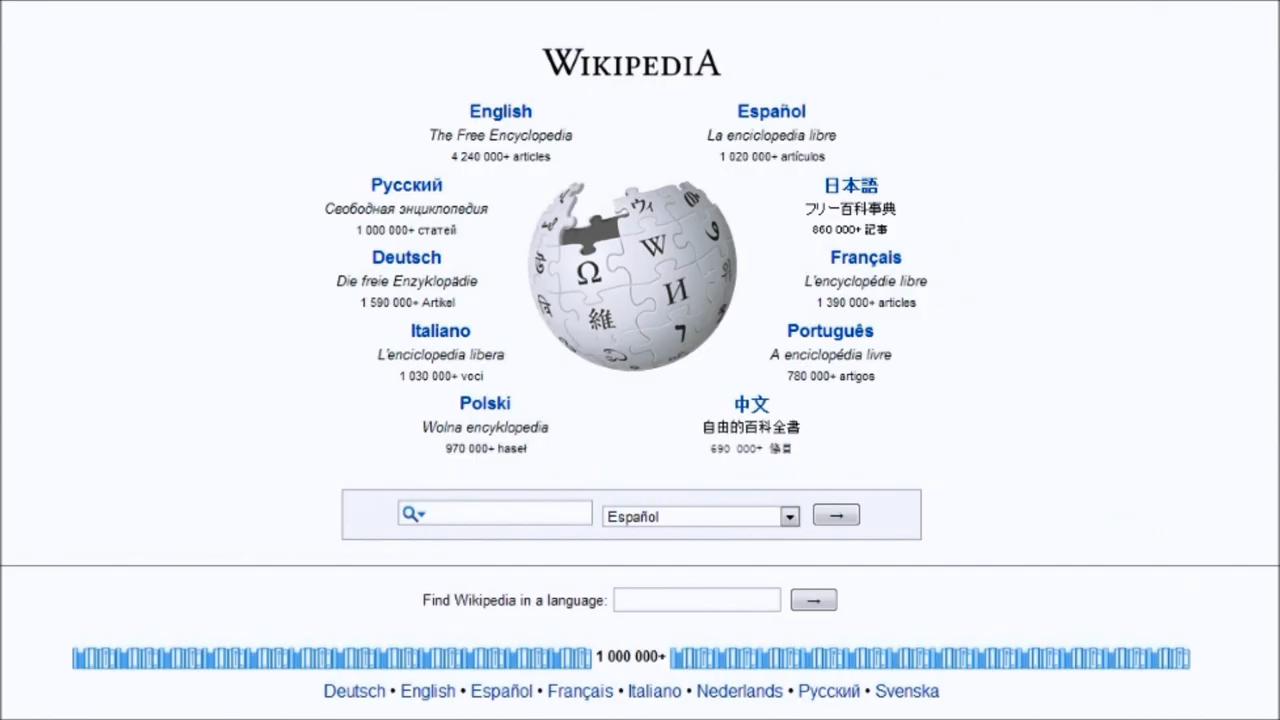 WIKIPEDIA
English
The Free Encyclopedia
4 240 000+ articles
Español
La enciclopedia libre
1 020 000+ artículos
Русский
Свободная энциклопедия
1 000 000+ статей
日本語
フリー百科事典
860 000+ 記事
Deutsch
Die freie Enzyklopädie
1 590 000+ Artikel
Français
L'encyclopédie libre
1 390 000+ articles
Italiano
L'enciclopedia libera
1 030 000+ voci
Português
A enciclopédia livre
780 000+ artigos
Polski
Wolna encyklopedia
970 000+ haseł
中文
自由的百科全書
690 000+ 條目
Ω
W
И
維
ウィ
Español
→
Find Wikipedia in a language:
→
1 000 000+
Deutsch • English • Español • Français • Italiano • Nederlands • Русский • Svenska